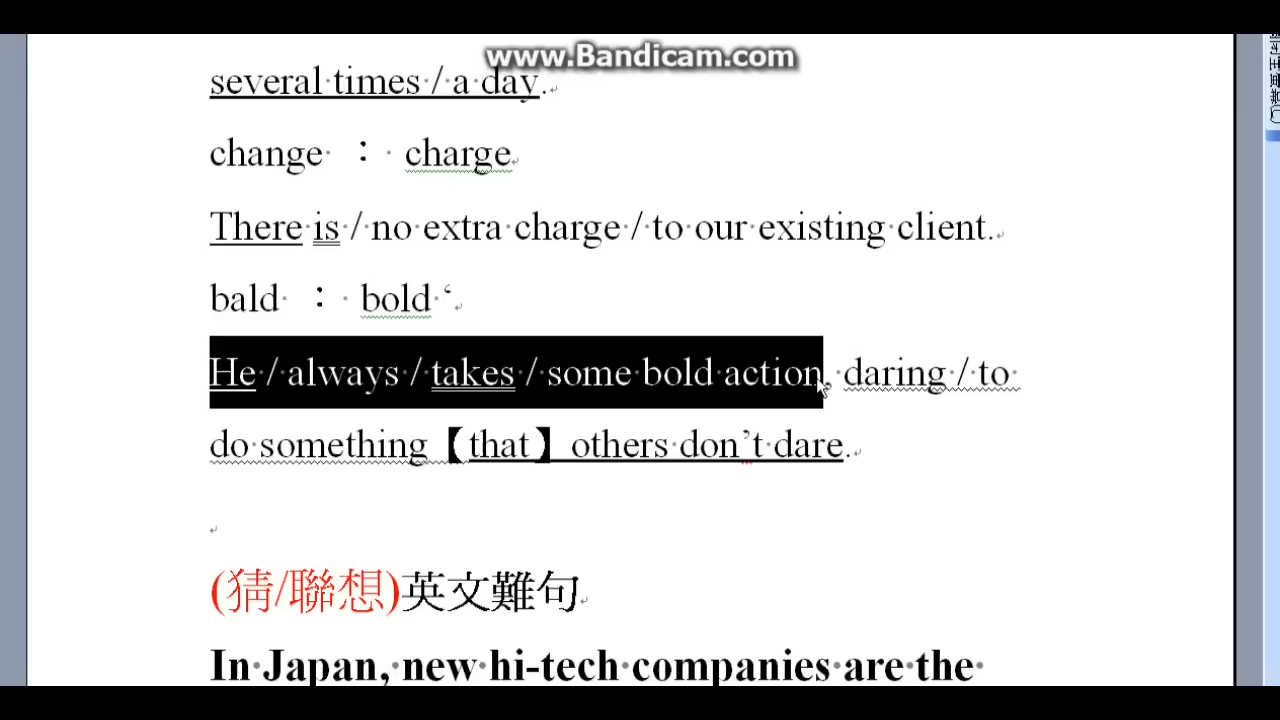 www.Bandicam.com
several times / a day.
change ： charge
There is / no extra charge / to our existing client.
bald ： bold ‘
He / always / takes / some bold action, daring / to
do something【that】others don’t dare.
(猜/聯想)英文難句
In Japan, new hi-tech companies are the